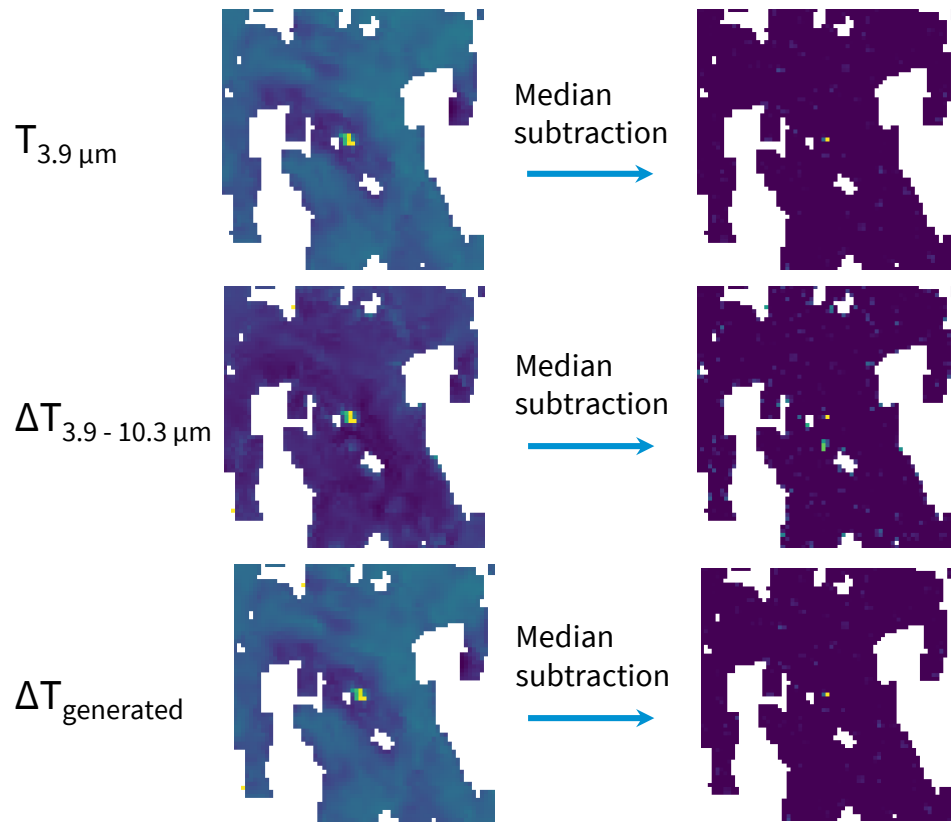 T3.9 μm
Median
subtraction
ΔT3.9 - 10.3 μm
Median
subtraction
ΔTgenerated
Median
subtraction